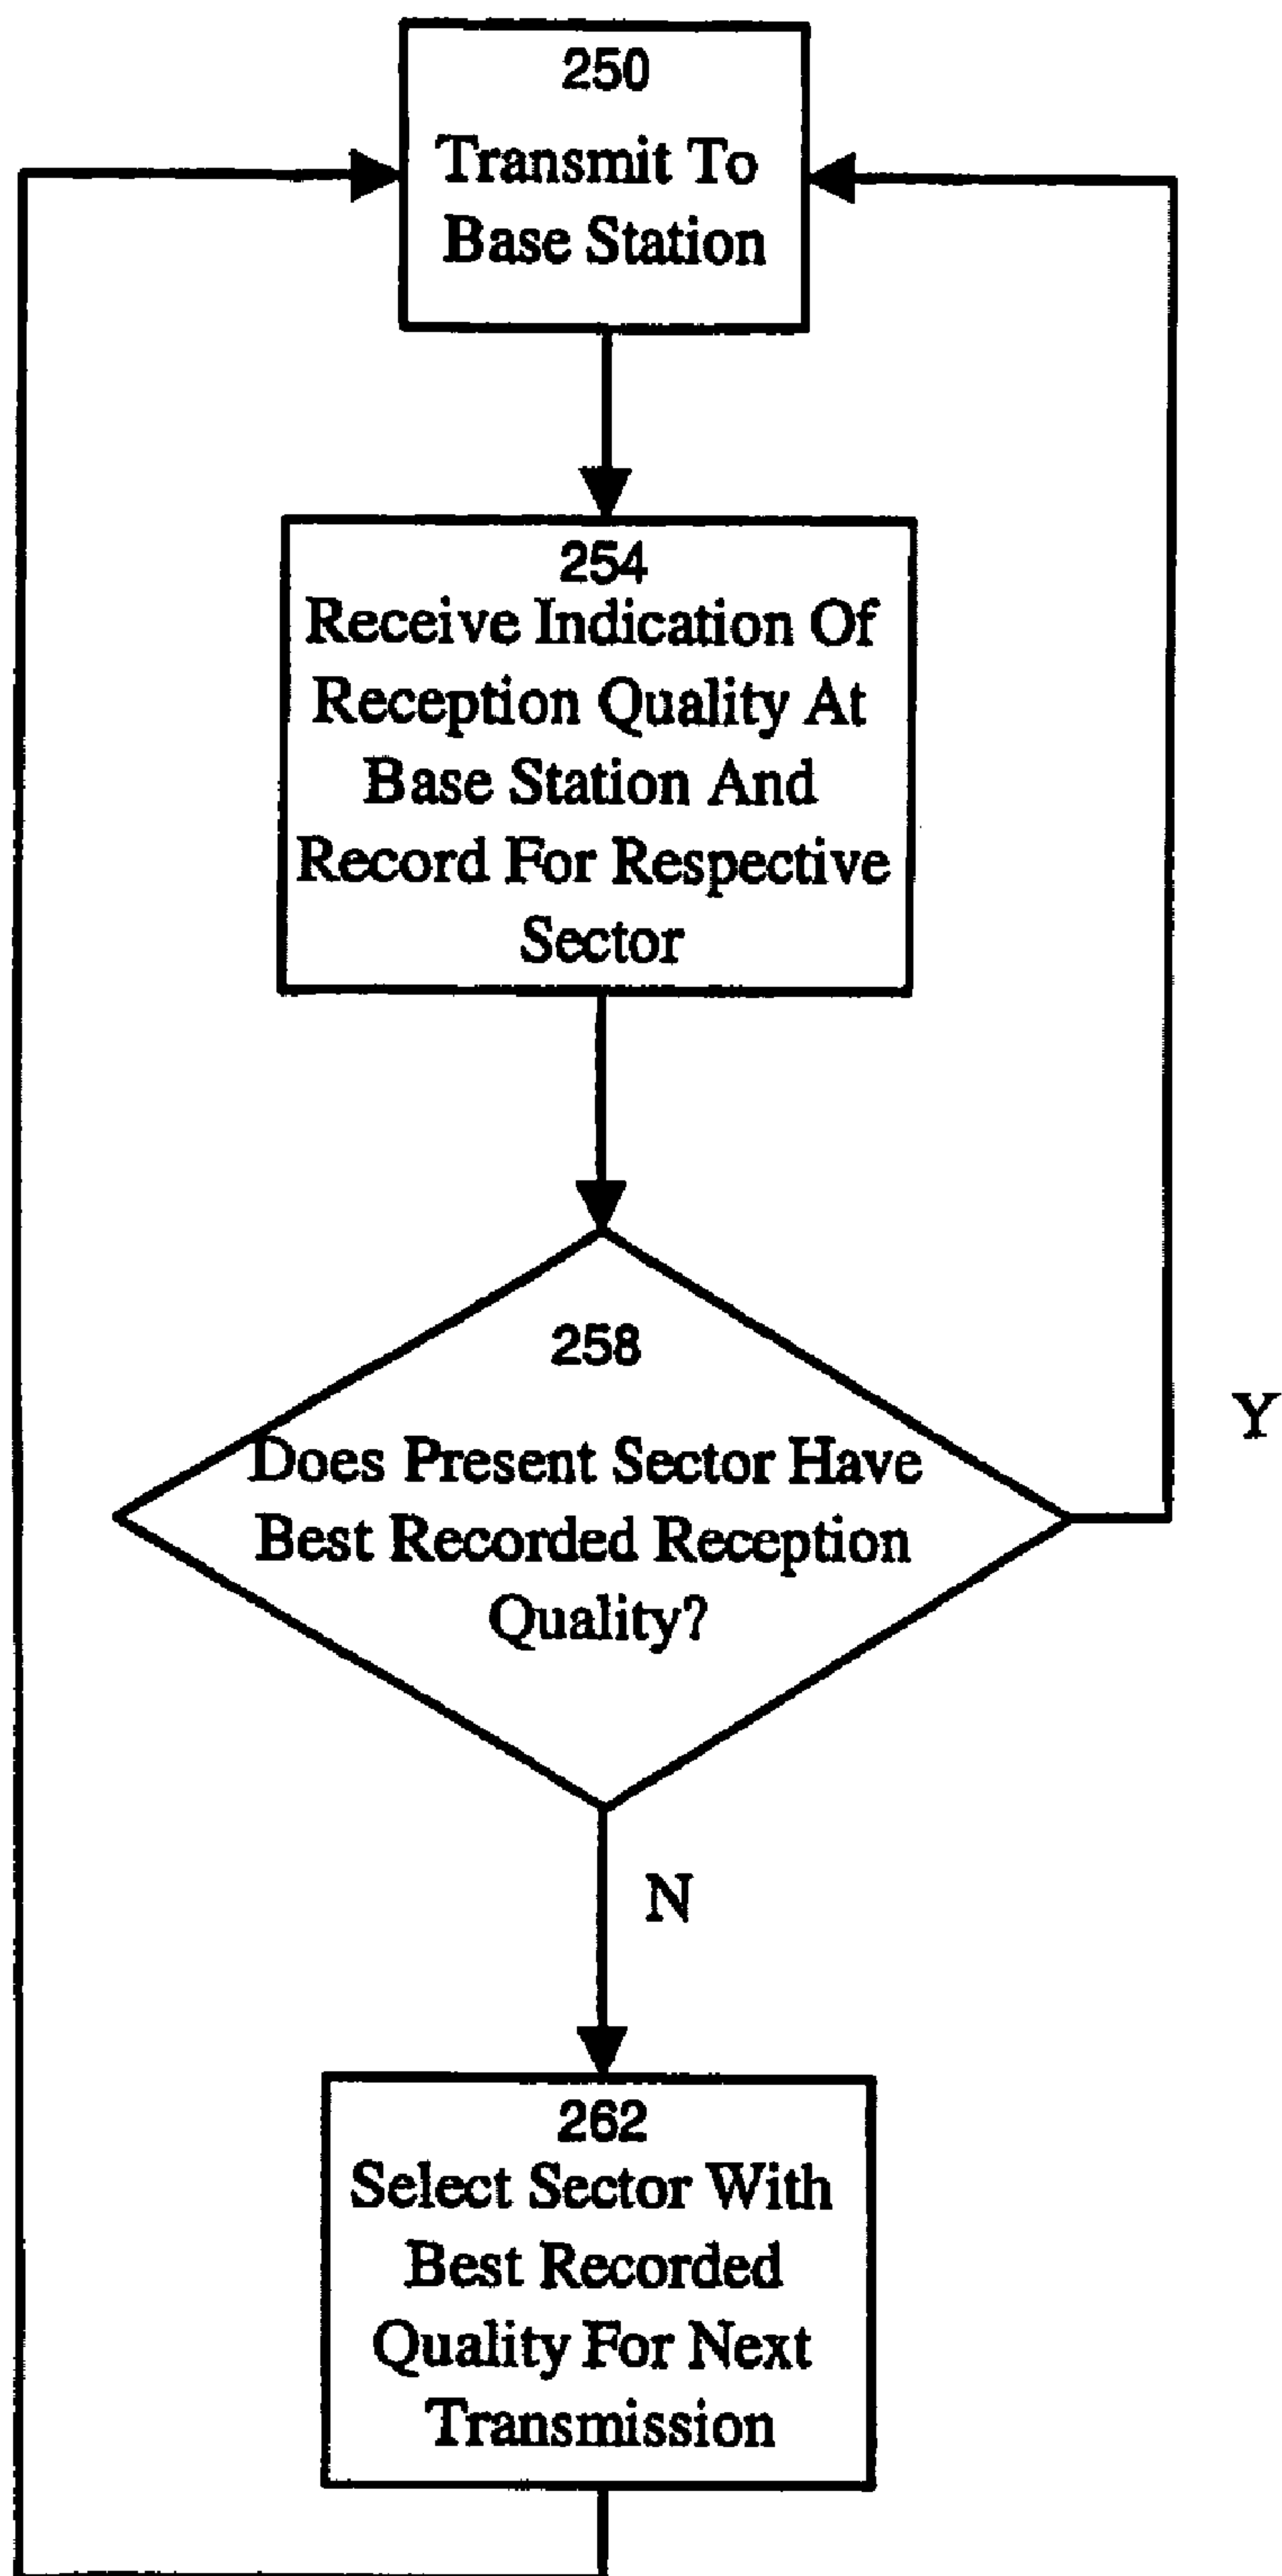 250
Transmit To
Base Station
254
Receive Indication Of
Reception Quality At
Base Station And
Record For Respective
Sector
258
Does Present Sector Have
Best Recorded Reception
Quality?
Y
N
262
Select Sector With
Best Recorded
Quality For Next
Transmission